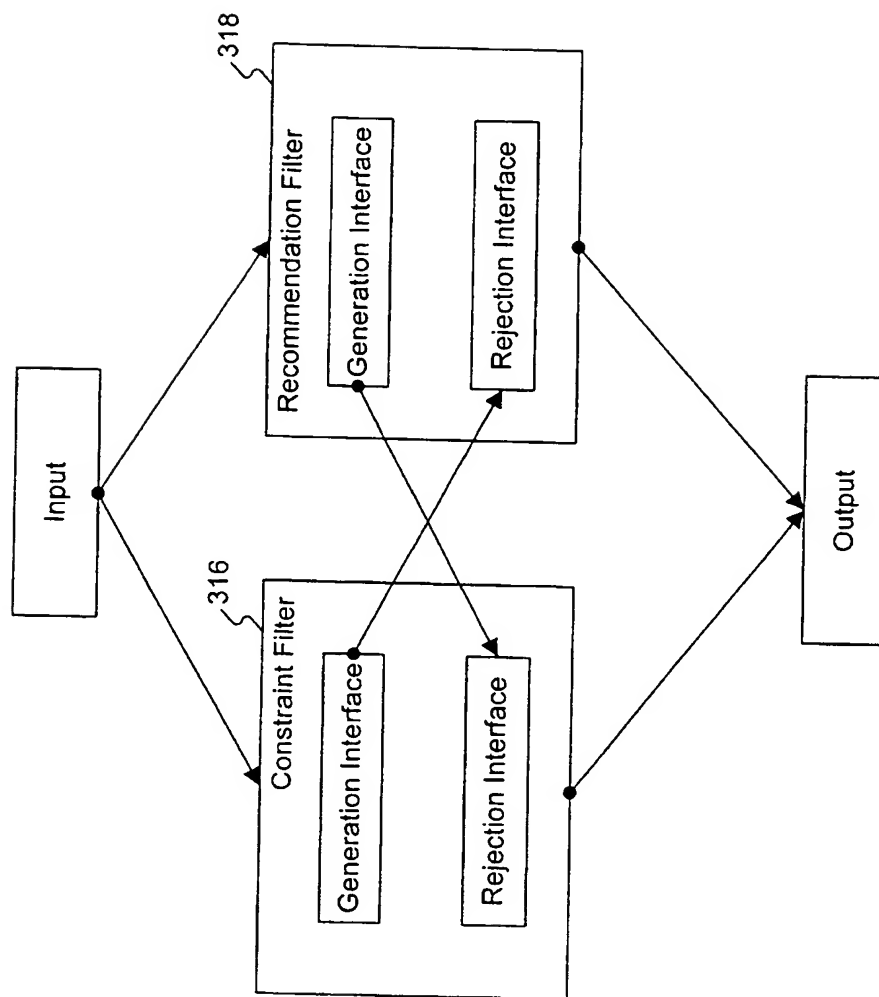 Input
316
Constraint Filter
Generation Interface
Rejection Interface
318
Recommendation Filter
Generation Interface
Rejection Interface
Output